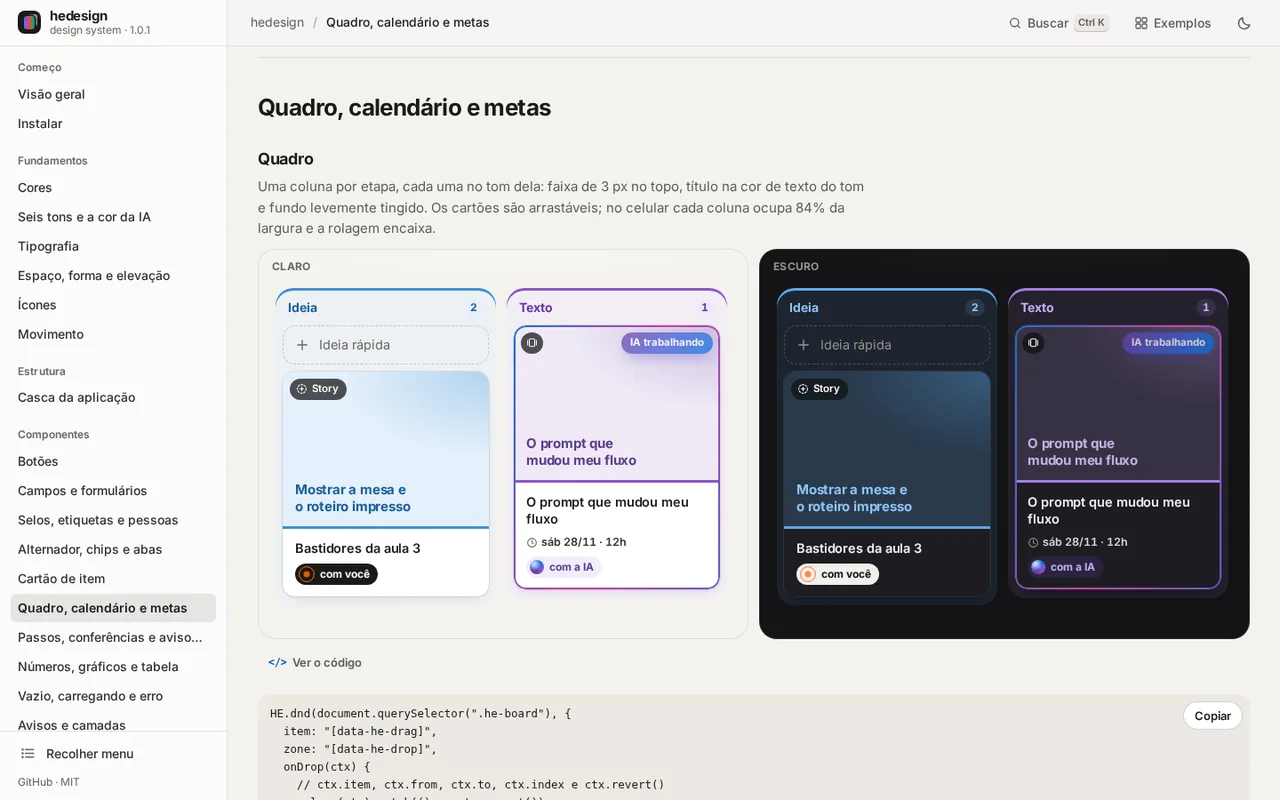 hedesign
design system · 1.0.1
Começo
Visão geral
Instalar
Fundamentos
Cores
Seis tons e a cor da IA
Tipografia
Espaço, forma e elevação
Ícones
Movimento
Estrutura
Casca da aplicação
Componentes
Botões
Campos e formulários
Selos, etiquetas e pessoas
Alternador, chips e abas
Cartão de item
Quadro, calendário e metas
Passos, conferências e aviso...
Números, gráficos e tabela
Vazio, carregando e erro
Avisos e camadas
Recolher menu
GitHub · MIT
hedesign / Quadro, calendário e metas
Buscar Ctrl K
Exemplos
Quadro, calendário e metas
Quadro
Uma coluna por etapa, cada uma no tom dela: faixa de 3 px no topo, título na cor de texto do tom
e fundo levemente tingido. Os cartões são arrastáveis; no celular cada coluna ocupa 84% da
largura e a rolagem encaixa.
CLARO
Ideia 2
Ideia rápida
Story
Mostrar a mesa e
o roteiro impresso
Bastidores da aula 3
com você
Texto 1
IA trabalhando
O prompt que
mudou meu fluxo
O prompt que mudou meu
fluxo
sáb 28/11 · 12h
com a IA
ESCURO
Ideia 2
Ideia rápida
Story
Mostrar a mesa e
o roteiro impresso
Bastidores da aula 3
com você
Texto 1
IA trabalhando
O prompt que
mudou meu fluxo
O prompt que mudou meu
fluxo
sáb 28/11 · 12h
com a IA
</> Ver o código
Copiar
HE.dnd(document.querySelector(".he-board"), {
item: "[data-he-drag]",
zone: "[data-he-drop]",
onDrop(ctx) {
// ctx.item, ctx.from, ctx.to, ctx.index e ctx.revert()